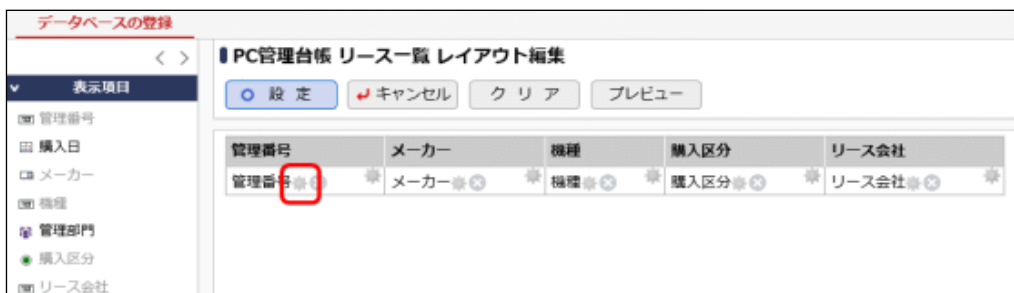 データベースの登録
PC管理台帳 リース一覧 レイアウト編集
表示項目
設 定 キャンセル ク リ ア プレビュー
管理番号
購入日
メーカー
機種
管理部門
購入区分
リース会社
管理番号 メーカー 機種 購入区分 リース会社
管理番号 メーカー 機種 購入区分 リース会社